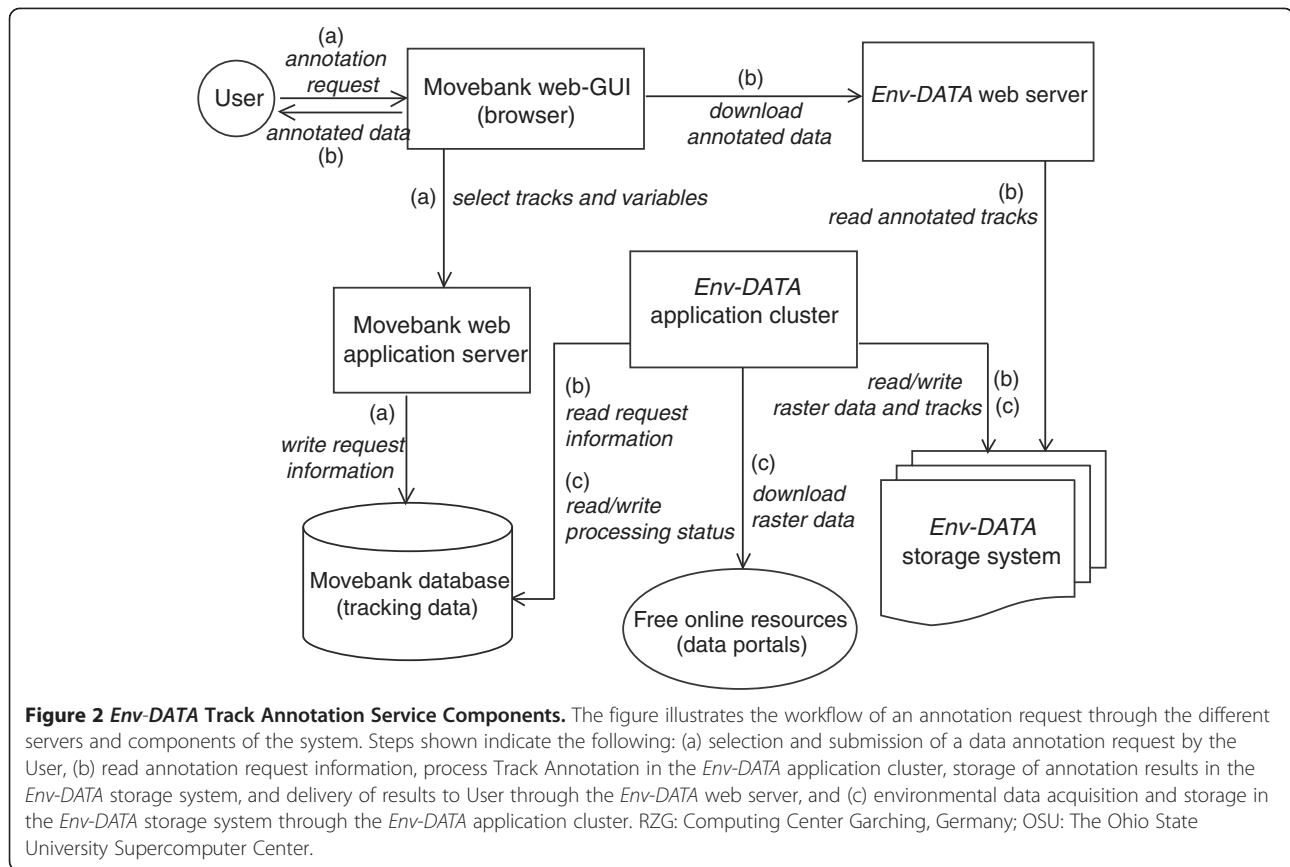 (a)
annotation
request
User
annotated data
(b)
Movebank web-GUI
(browser)
(b)
download
annotated data
Env-DATA web server
(a) select tracks and variables
(b)
read annotated tracks
Movebank web
application server
Env-DATA
application cluster
(a)
write request
information
(b)
read request
information
(c)
read/write
processing status
(c)
download
raster data
read/write
raster data and tracks
(b)
(c)
Movebank database
(tracking data)
Free online resources
(data portals)
Env-DATA
storage system
Figure 2 Env-DATA Track Annotation Service Components. The figure illustrates the workflow of an annotation request through the different
servers and components of the system. Steps shown indicate the following: (a) selection and submission of a data annotation request by the
User, (b) read annotation request information, process Track Annotation in the Env-DATA application cluster, storage of annotation results in the
Env-DATA storage system, and delivery of results to User through the Env-DATA web server, and (c) environmental data acquisition and storage in
the Env-DATA storage system through the Env-DATA application cluster. RZG: Computing Center Garching, Germany; OSU: The Ohio State
University Supercomputer Center.